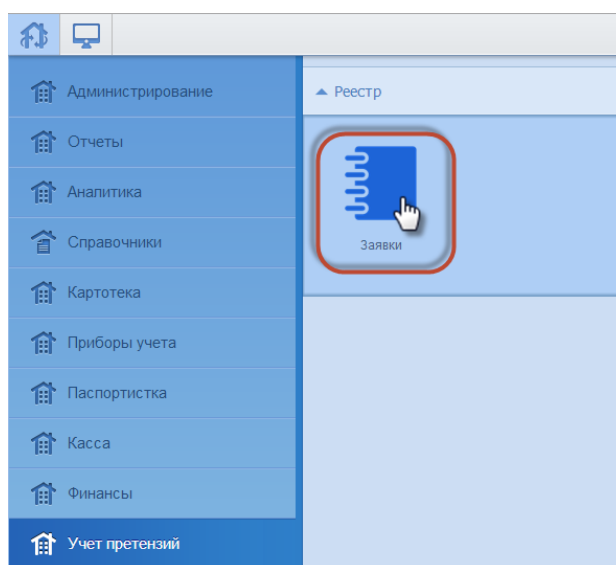 Администрирование
Отчеты
Аналитика
Справочники
Картотека
Приборы учета
Паспортистка
Касса
Финансы
Учет претензий
Реестр
Заявки